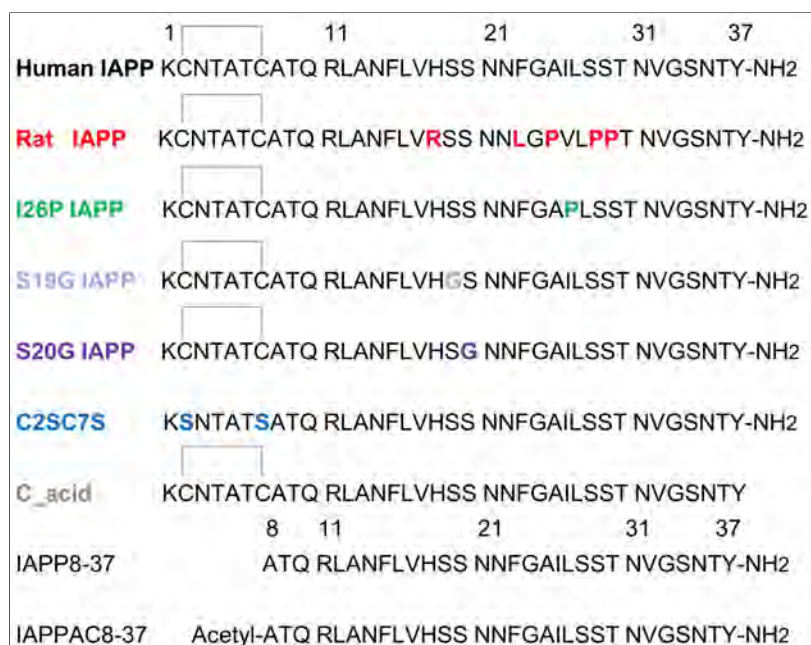 1 11 21 31 37
Human IAPP KCNTATCATQ RLANFLVHSS NNFGAILSST NVGSNTY-NH2
Rat IAPP KCNTATCATQ RLANFLVRSS NNLGPVLPPT NVGSNTY-NH2
I26P IAPP KCNTATCATQ RLANFLVHSS NNFGAPLSST NVGSNTY-NH2
S19G IAPP KCNTATCATQ RLANFLVHGS NNFGAILSST NVGSNTY-NH2
S20G IAPP KCNTATCATQ RLANFLVHSG NNFGAILSST NVGSNTY-NH2
C2SC7S KSNTATSATQ RLANFLVHSS NNFGAILSST NVGSNTY-NH2
C_acid KCNTATCATQ RLANFLVHSS NNFGAILSST NVGSNTY
8 11 21 31 37
IAPP8-37 ATQ RLANFLVHSS NNFGAILSST NVGSNTY-NH2
IAPPAC8-37 Acetyl-ATQ RLANFLVHSS NNFGAILSST NVGSNTY-NH2